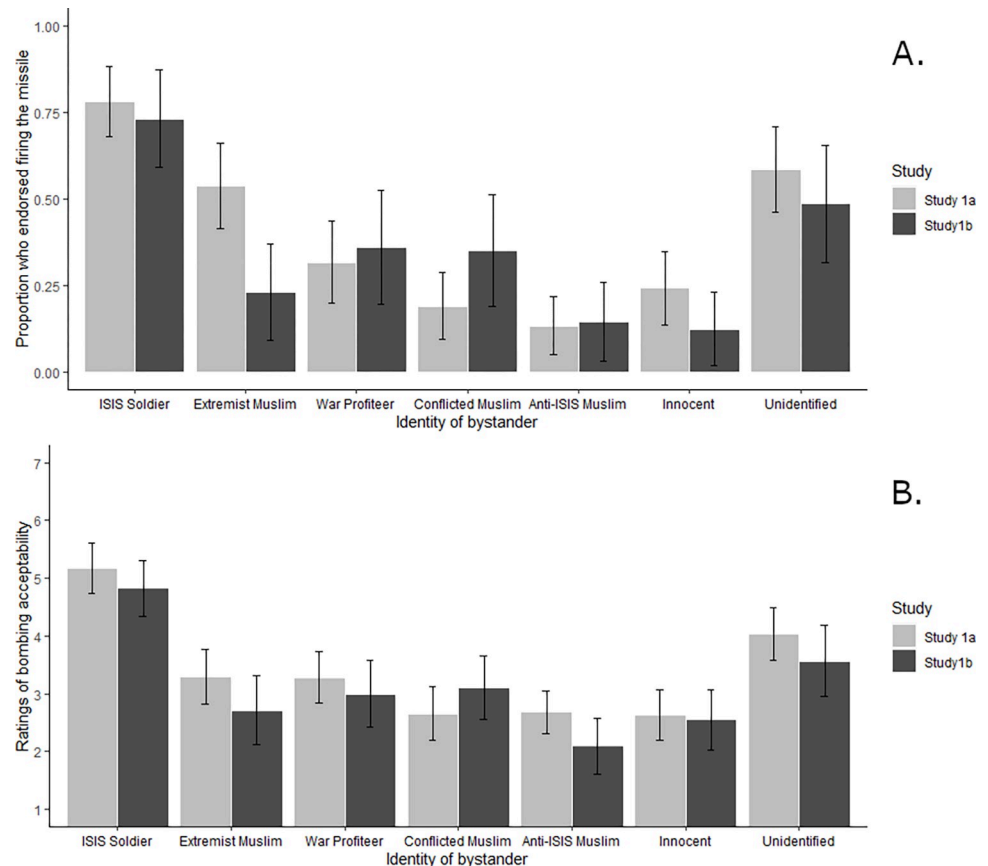 A.
Proportion who endorsed firing the missile
1.00
0.75
0.50
0.25
0.00
ISIS Soldier Extremist Muslim War Profiteer Conflicted Muslim Anti-ISIS Muslim Innocent Unidentified
Identity of bystander
Study
Study 1a
Study1b
B.
Ratings of bombing acceptability
7
6
5
4
3
2
1
ISIS Soldier Extremist Muslim War Profiteer Conflicted Muslim Anti-ISIS Muslim Innocent Unidentified
Identity of bystander
Study
Study 1a
Study1b